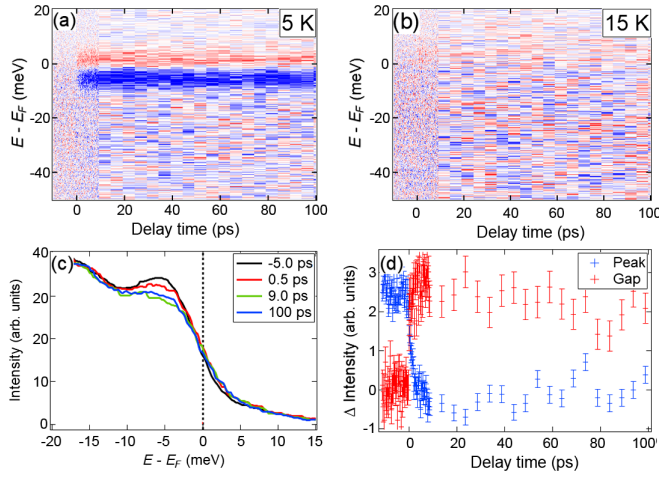 (a) 5 K
(b) 15 K
0
-20
-40
E - E_F (meV)
0 20 40 60 80 100
Delay time (ps)
0
-20
-40
E - E_F (meV)
0 20 40 60 80 100
Delay time (ps)
(c)
-5.0 ps
0.5 ps
9.0 ps
100 ps
40
20
20
10
0
Intensity (arb. units)
-20 -15 -10 -5 0 5 10 15
E - E_F (meV)
(d)
Peak
Gap
3
2
1
0
-1
Δ Intensity (arb. units)
0 20 40 60 80 100
Delay time (ps)